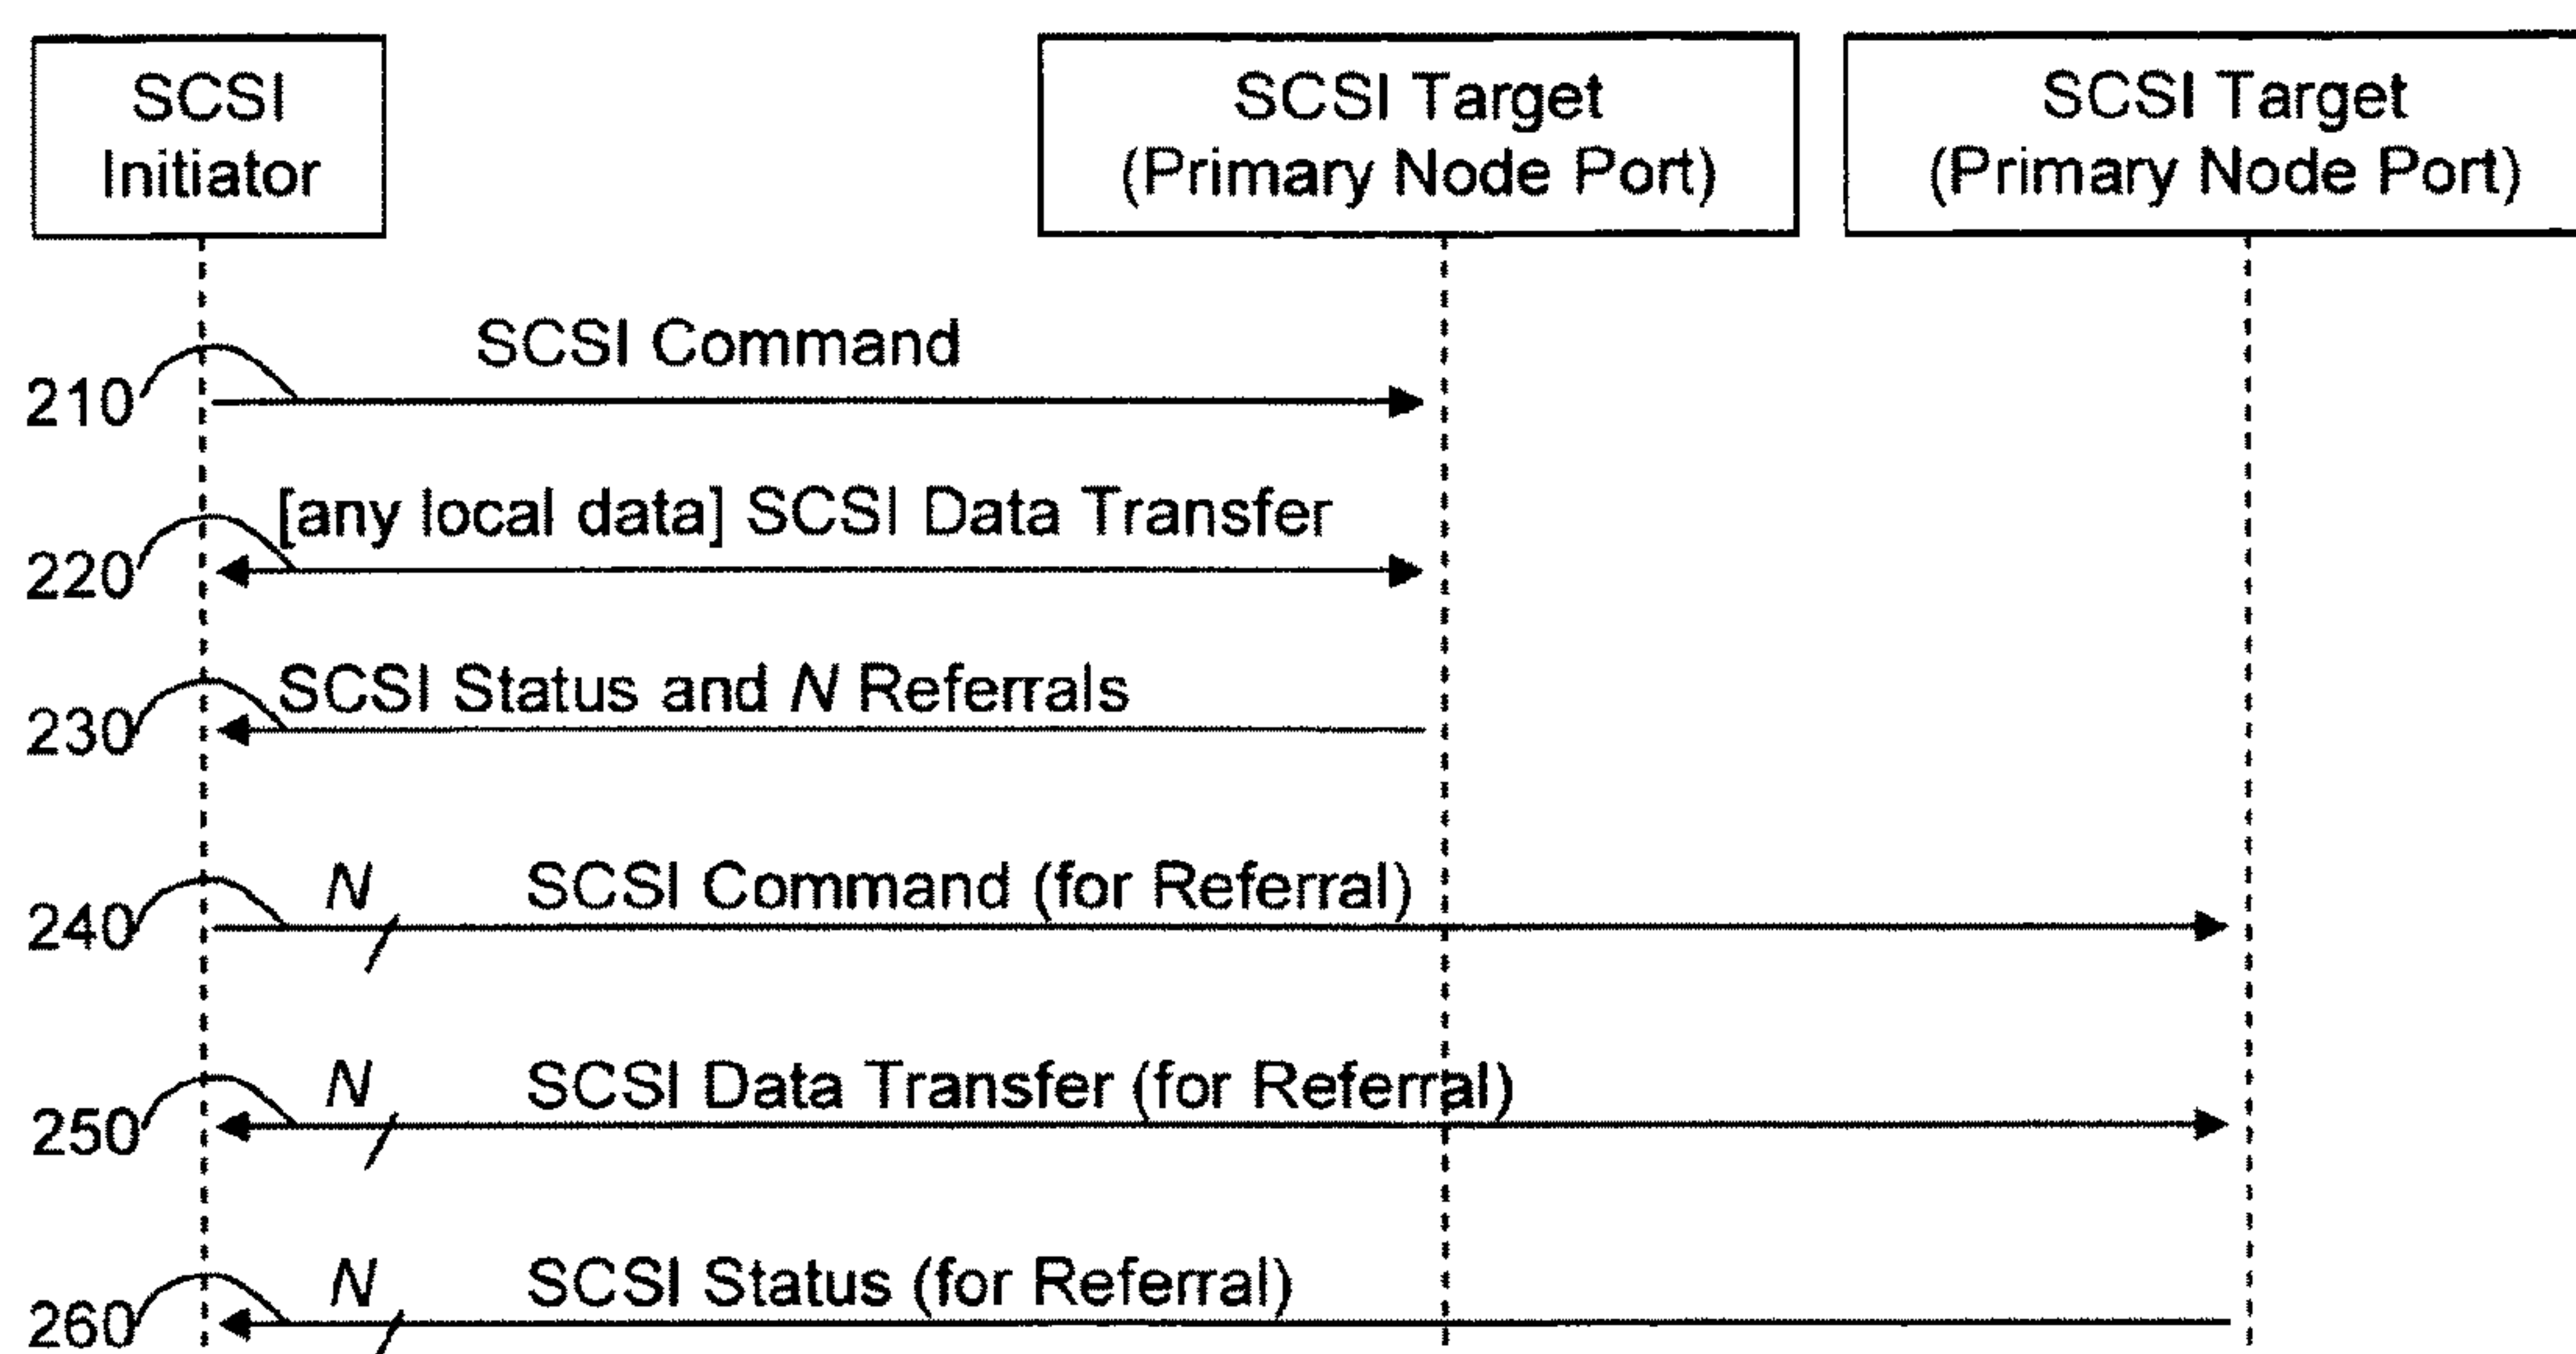 SCSI
Initiator
SCSI Target
(Primary Node Port)
SCSI Target
(Primary Node Port)
SCSI Command
210
[any local data] SCSI Data Transfer
220
SCSI Status and N Referrals
230
N SCSI Command (for Referral)
240
N SCSI Data Transfer (for Referral)
250
N SCSI Status (for Referral)
260